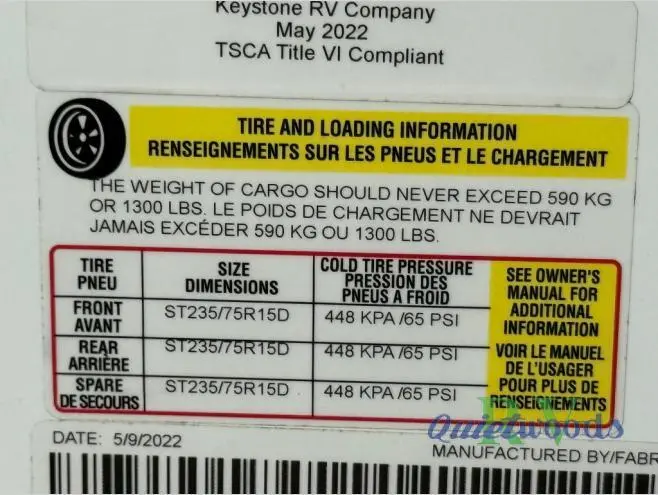 Keystone RV Company
May 2022
TSCA Title VI Compliant
TIRE AND LOADING INFORMATION
RENSEIGNEMENTS SUR LES PNEUS ET LE CHARGEMENT
THE WEIGHT OF CARGO SHOULD NEVER EXCEED 590 KG
OR 1300 LBS. LE POIDS DE CHARGEMENT NE DEVRAIT
JAMAIS EXCÉDER 590 KG OU 1300 LBS.
TIRE
PNEU
SIZE
DIMENSIONS
COLD TIRE PRESSURE
PRESSION DES
PNEUS A FROID
FRONT
AVANT
ST235/75R15D
448 KPA /65 PSI
REAR
ARRIÈRE
ST235/75R15D
448 KPA /65 PSI
SPARE
DE SECOURS
ST235/75R15D
448 KPA /65 PSI
SEE OWNER'S
MANUAL FOR
ADDITIONAL
INFORMATION
VOIR LE MANUEL
DE L'USAGER
POUR PLUS DE
RENSEIGNEMENTS
RV
Quietwoods
DATE: 5/9/2022
MANUFACTURED BY/FABR